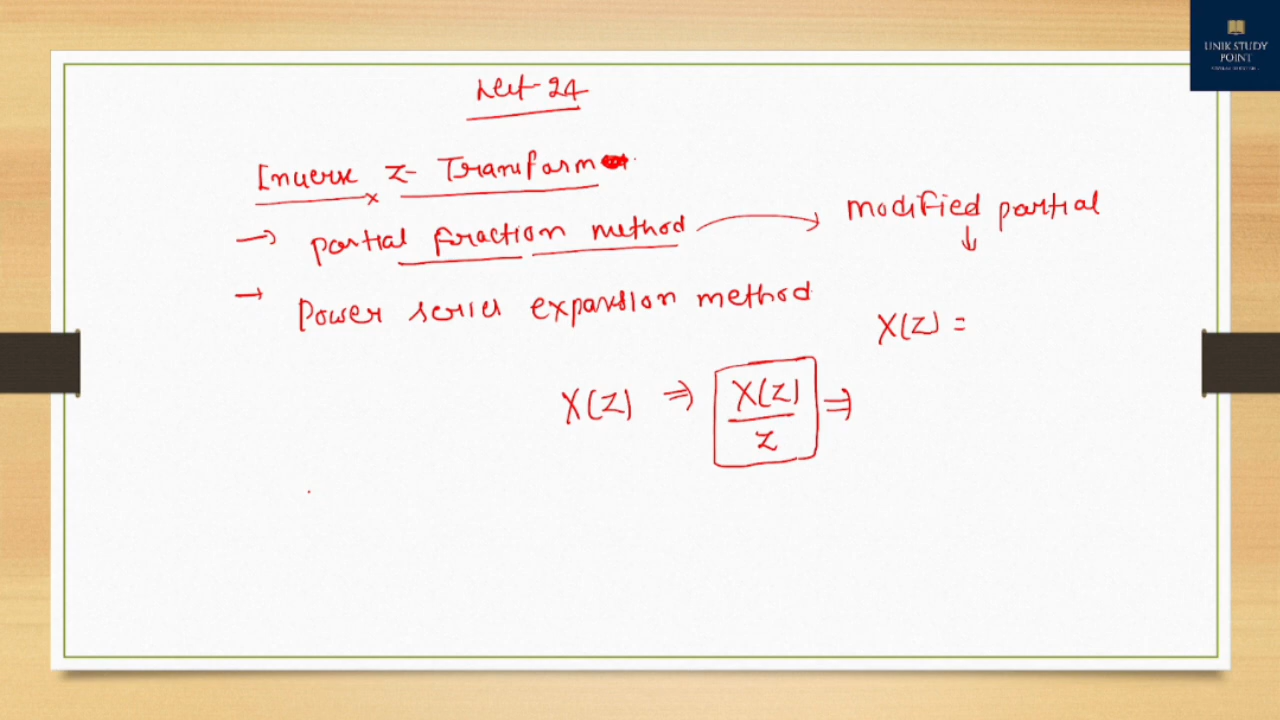 Lect-24
Inverse Z- Transform
→ Partial fraction method → modified partial
→ Power series expansion method
X(Z) =
X(Z) ⇒ X(Z)/Z ⇒
UNIK STUDY
POINT